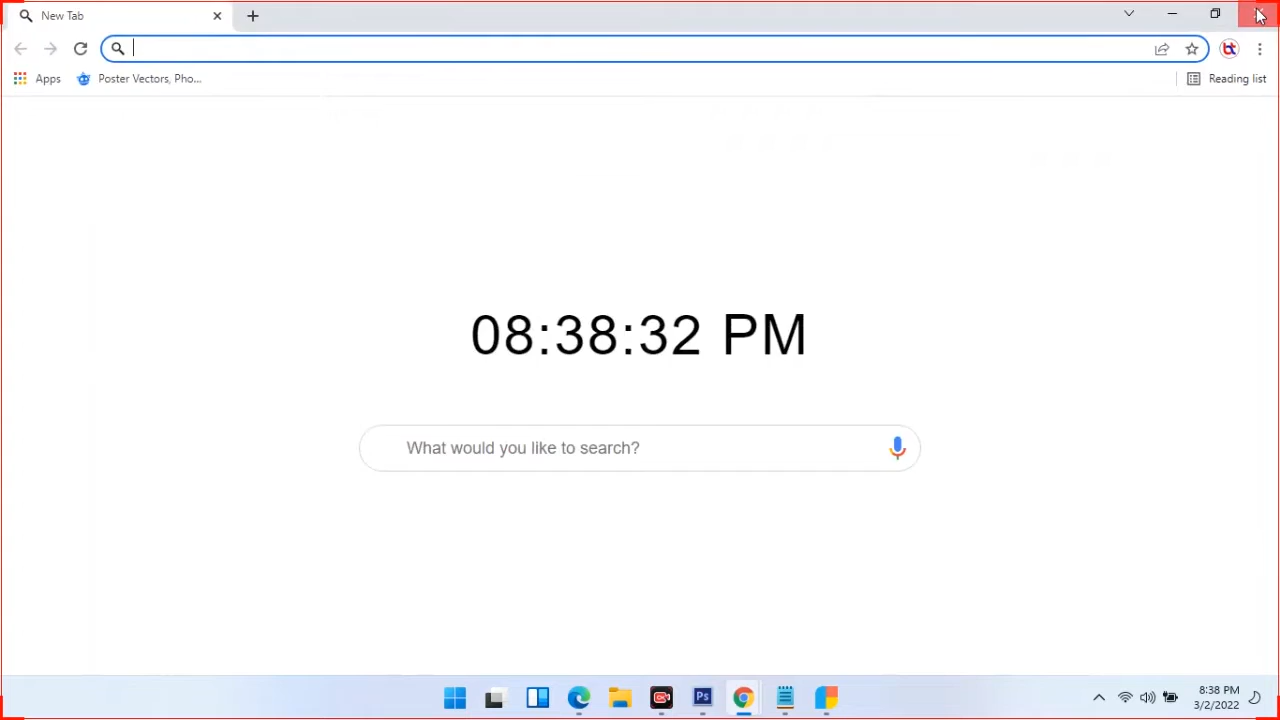 New Tab
Apps
Poster Vectors, Pho...
Reading list
08:38:32 PM
What would you like to search?
Ps
8:38 PM
3/2/2022